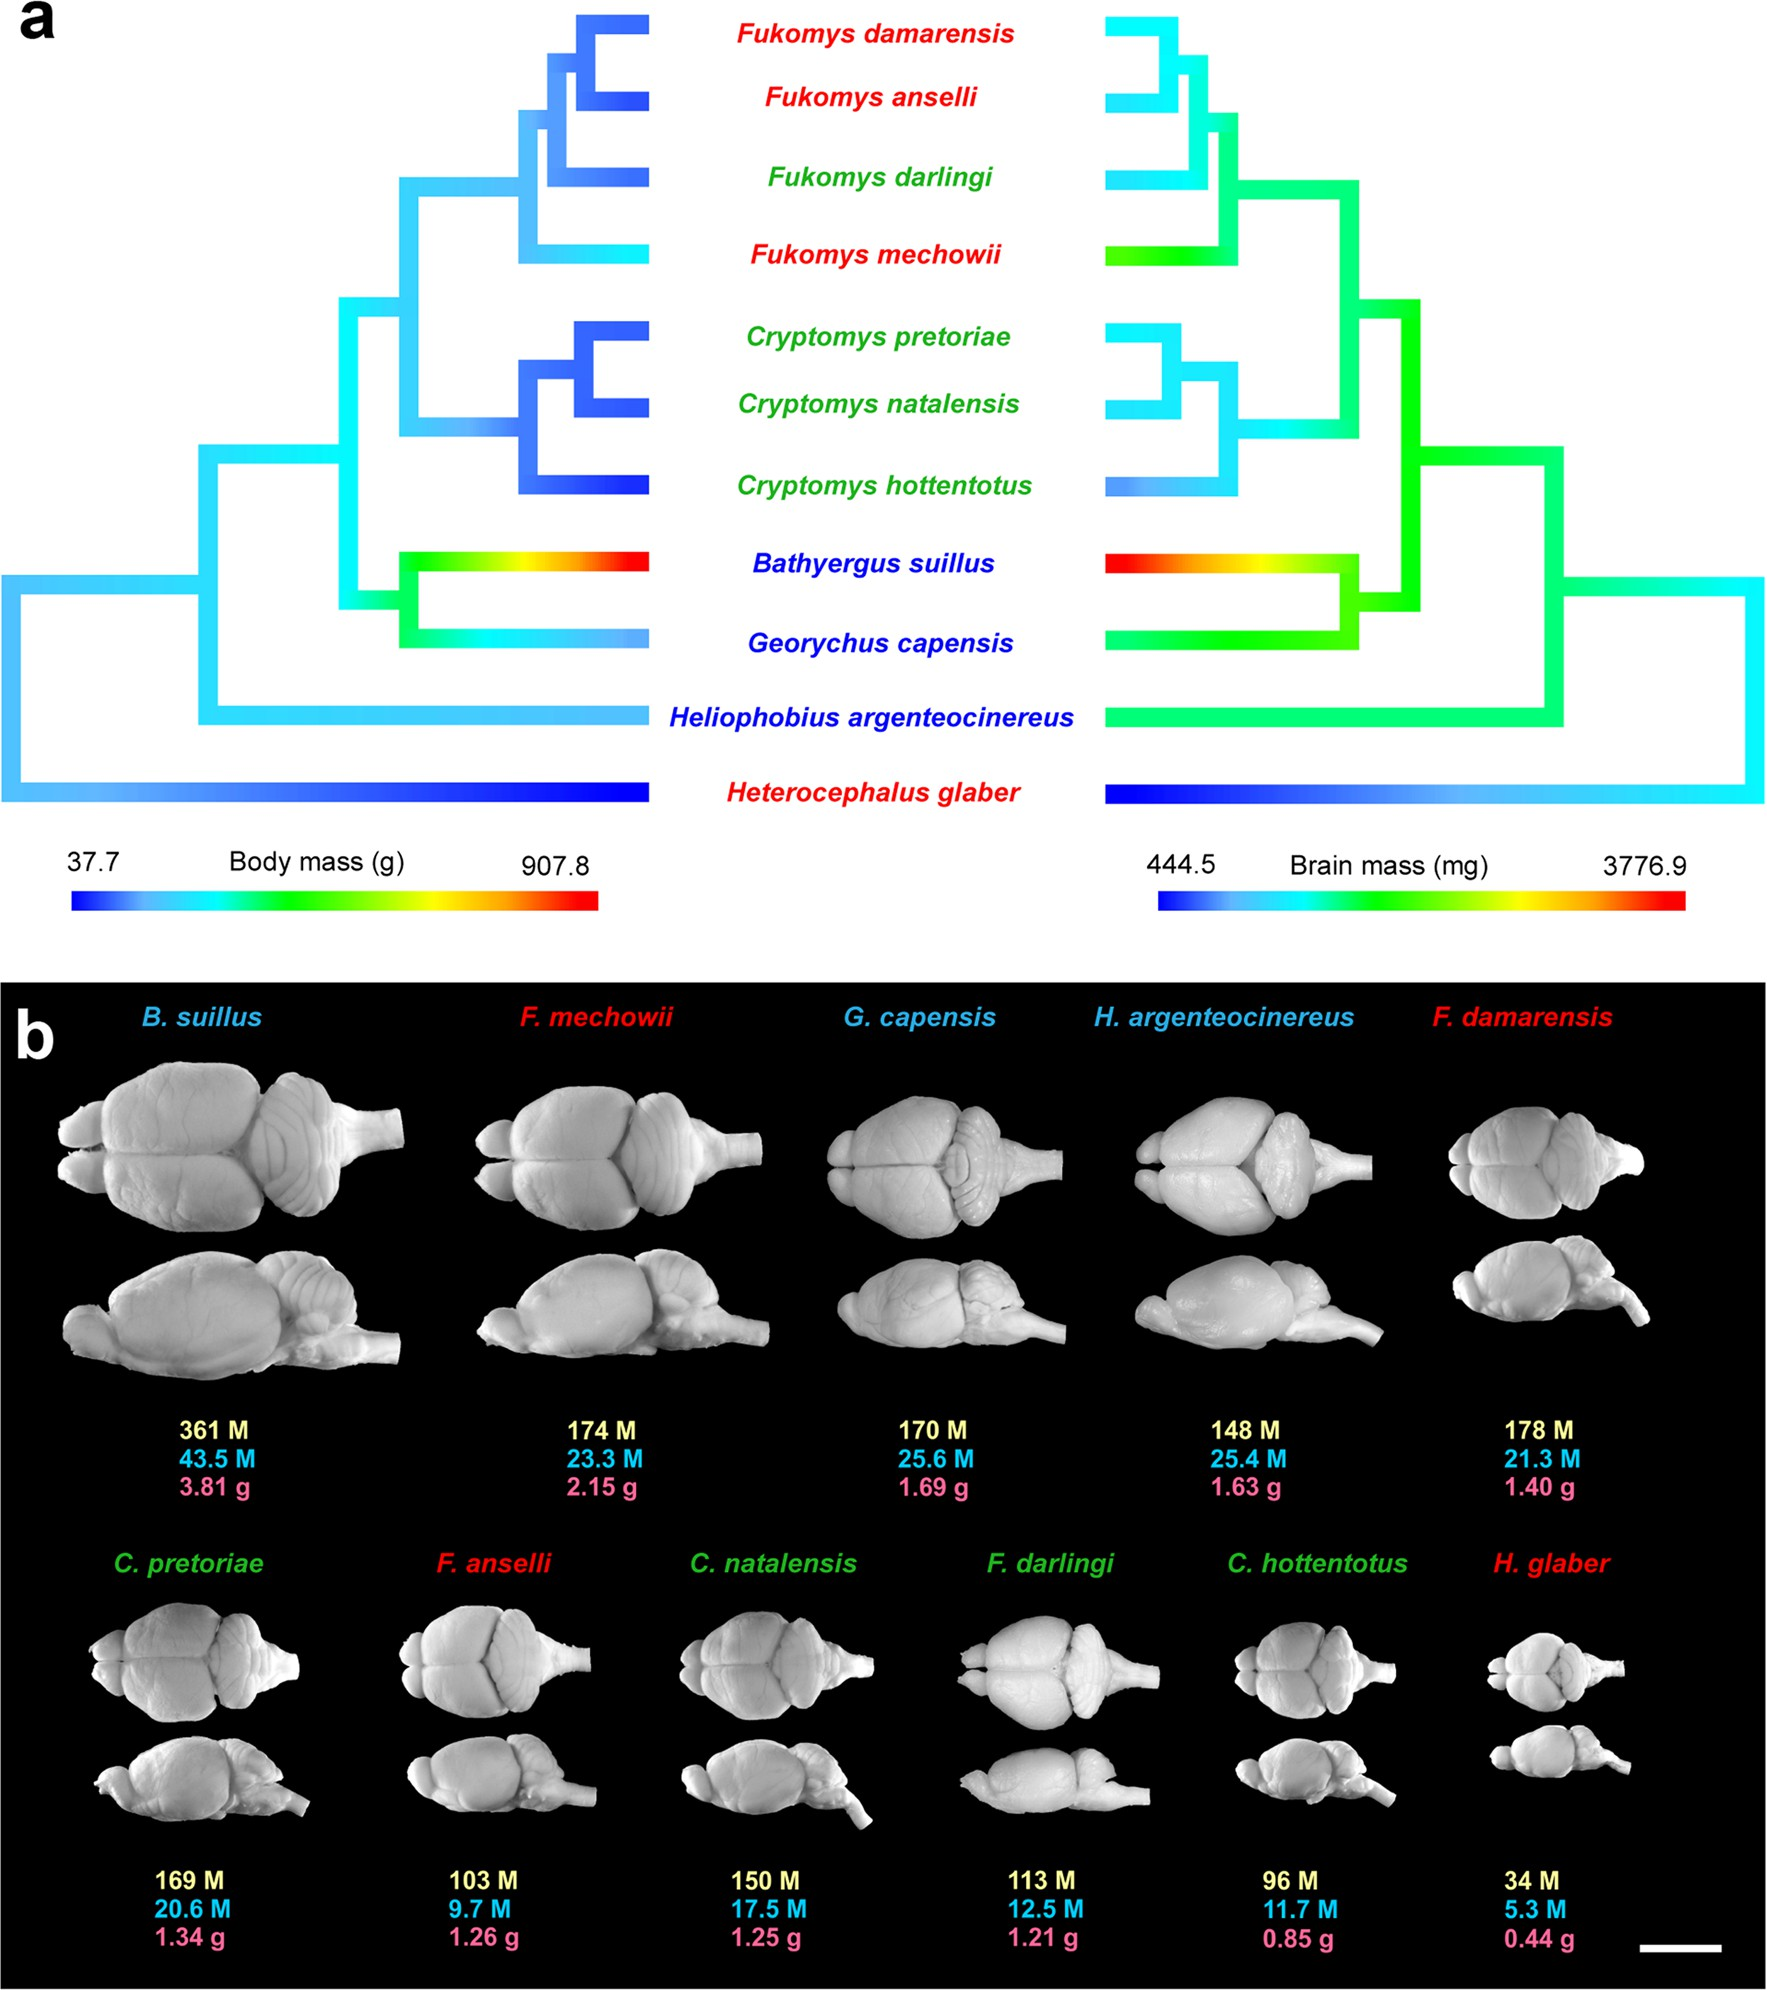 a
Fukomys damarensis
Fukomys anselli
Fukomys darlingi
Fukomys mechowii
Cryptomys pretoriae
Cryptomys natalensis
Cryptomys hottentotus
Bathyergus suillus
Georychus capensis
Heliophobius argenteocinereus
Heterocephalus glaber
37.7 Body mass (g) 907.8
444.5 Brain mass (mg) 3776.9
b
B. suillus F. mechowii G. capensis H. argenteocinereus F. damarensis
361 M 174 M 170 M 148 M 178 M
43.5 M 23.3 M 25.6 M 25.4 M 21.3 M
3.81 g 2.15 g 1.69 g 1.63 g 1.40 g
C. pretoriae F. anselli C. natalensis F. darlingi C. hottentotus H. glaber
169 M 103 M 150 M 113 M 96 M 34 M
20.6 M 9.7 M 17.5 M 12.5 M 11.7 M 5.3 M
1.34 g 1.26 g 1.25 g 1.21 g 0.85 g 0.44 g